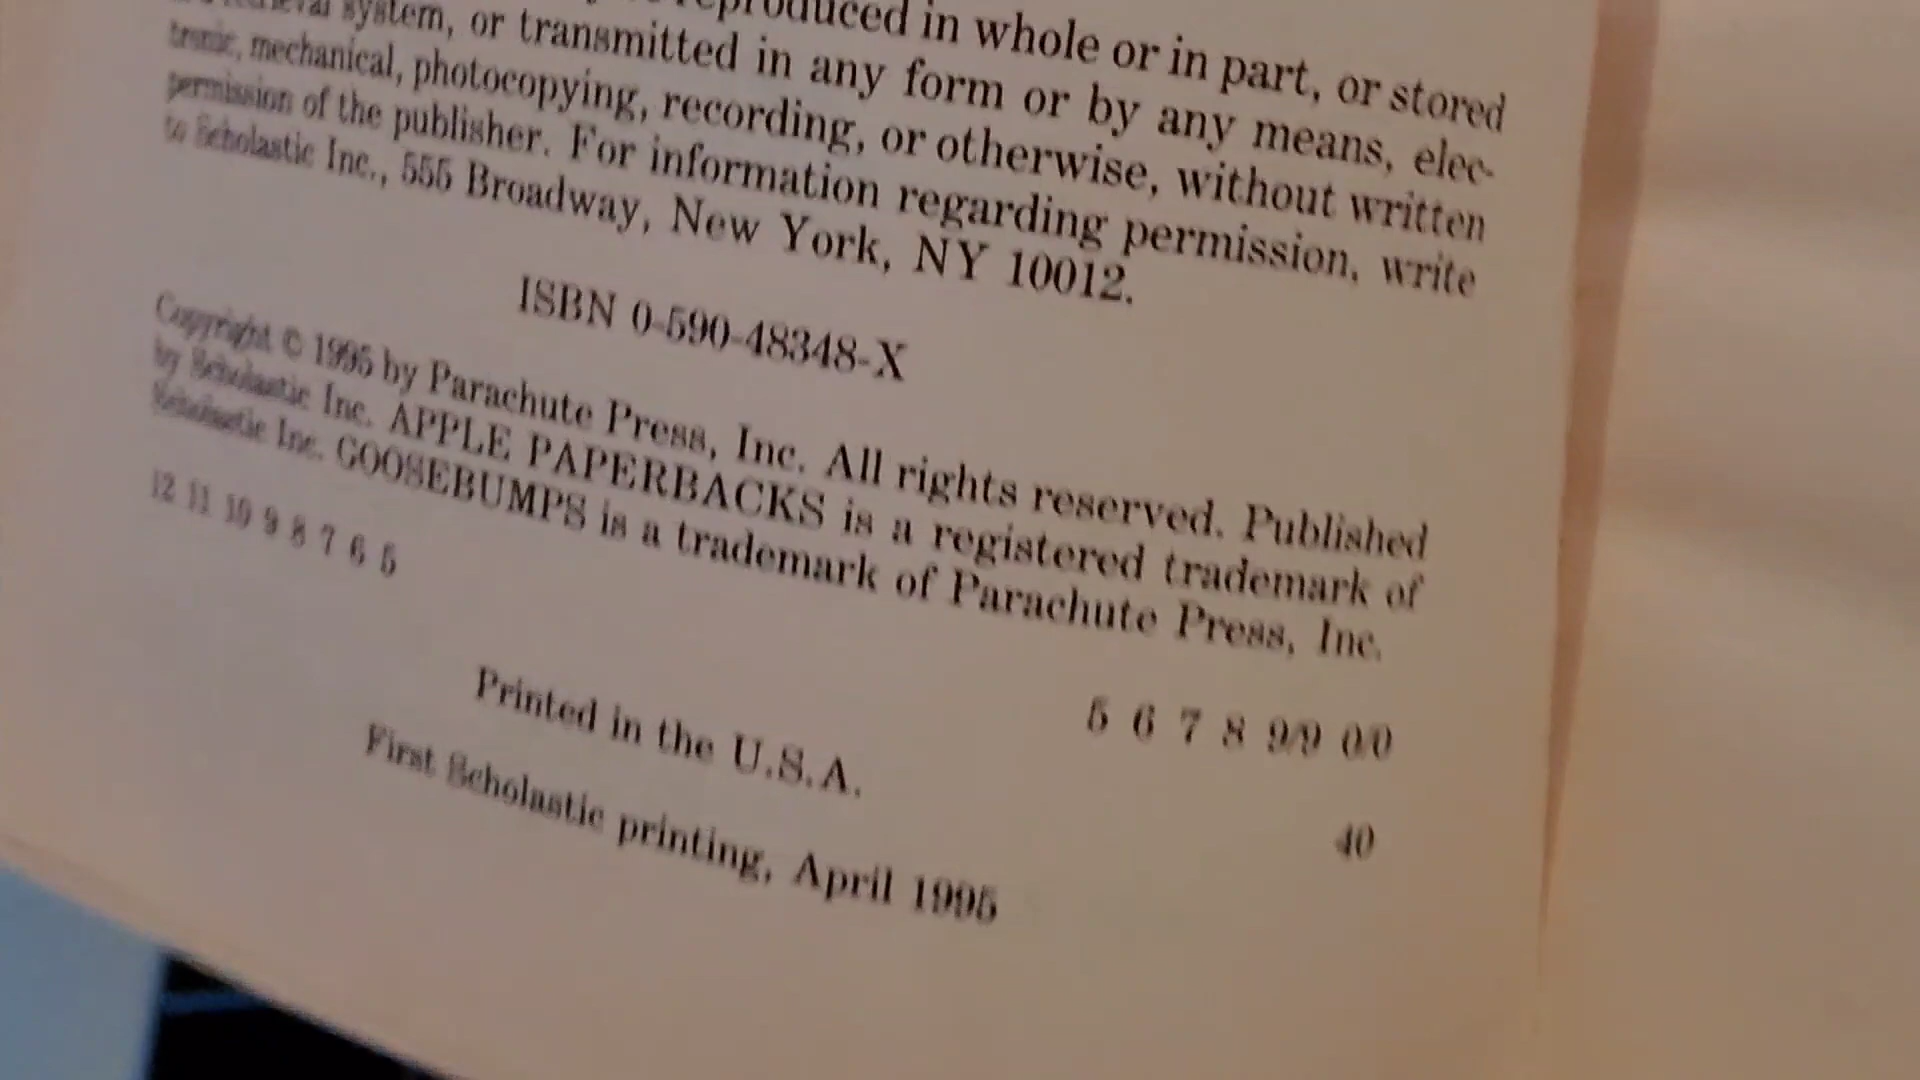 reproduced in whole or in part, or stored
retrieval system, or transmitted in any form or by any means, elec-
tronic, mechanical, photocopying, recording, or otherwise, without written
permission of the publisher. For information regarding permission, write
to Scholastic Inc., 555 Broadway, New York, NY 10012.
ISBN 0-590-48348-X
Copyright © 1995 by Parachute Press, Inc. All rights reserved. Published
by Scholastic Inc. APPLE PAPERBACKS is a registered trademark of
Scholastic Inc. GOOSEBUMPS is a trademark of Parachute Press, Inc.
12 11 10 9 8 7 6 5
5 6 7 8 9/9 0/0
Printed in the U.S.A.
40
First Scholastic printing, April 1995